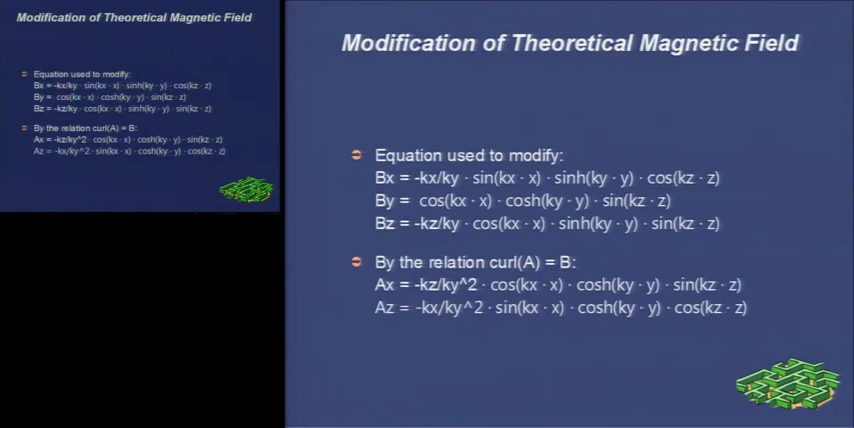 Modification of Theoretical Magnetic Field
Equation used to modify:
Bx = -kx/ky · sin(kx · x) · sinh(ky · y) · cos(kz · z)
By =  cos(kx · x) · cosh(ky · y) · sin(kz · z)
Bz = -kz/ky · cos(kx · x) · sinh(ky · y) · sin(kz · z)
By the relation curl(A) = B:
Ax = -kz/ky^2 · cos(kx · x) · cosh(ky · y) · sin(kz · z)
Az = -kx/ky^2 · sin(kx · x) · cosh(ky · y) · cos(kz · z)
Modification of Theoretical Magnetic Field
Equation used to modify:
Bx = -kx/ky · sin(kx · x) · sinh(ky · y) · cos(kz · z)
By =  cos(kx · x) · cosh(ky · y) · sin(kz · z)
Bz = -kz/ky · cos(kx · x) · sinh(ky · y) · sin(kz · z)
By the relation curl(A) = B:
Ax = -kz/ky^2 · cos(kx · x) · cosh(ky · y) · sin(kz · z)
Az = -kx/ky^2 · sin(kx · x) · cosh(ky · y) · cos(kz · z)